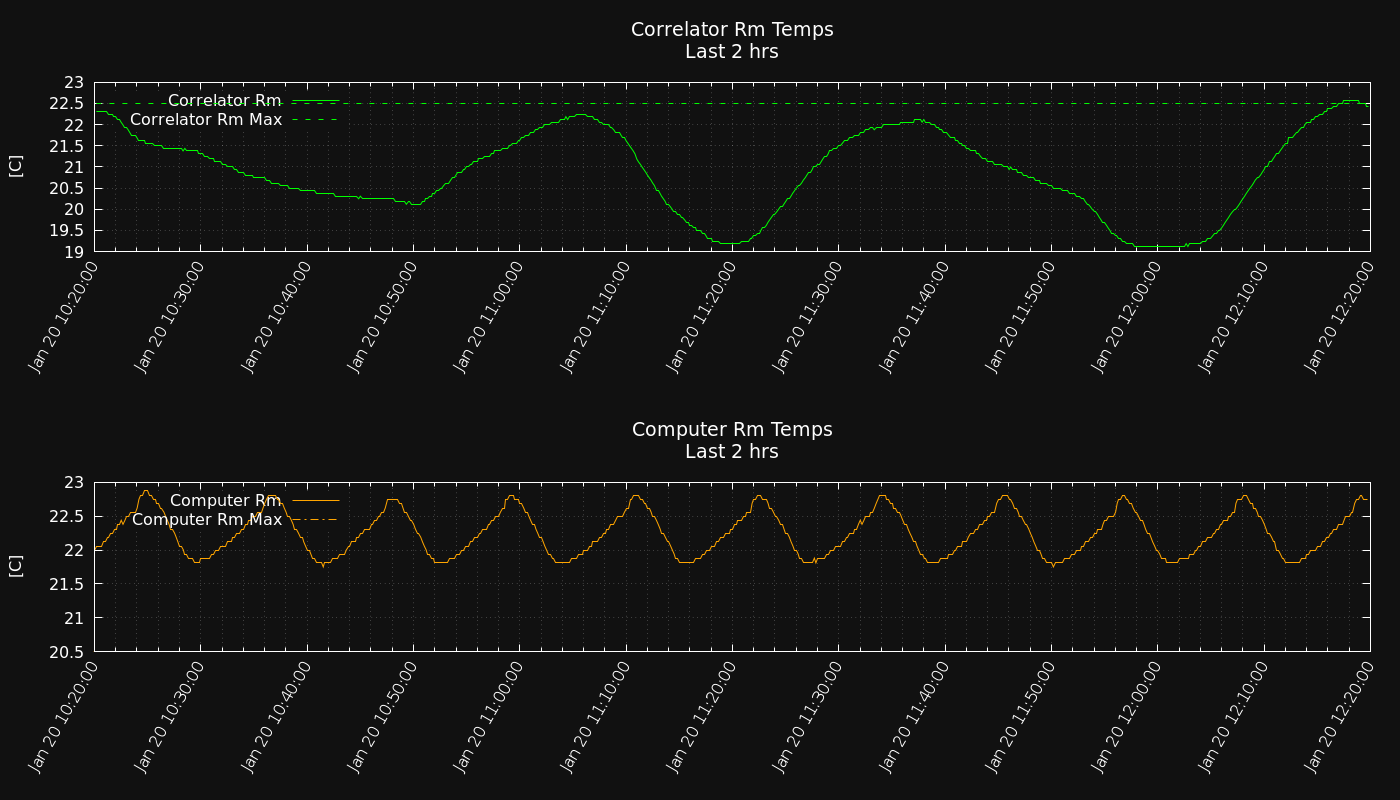 Correlator Rm Temps
Last 2 hrs
23
22.5
22
21.5
21
20.5
20
19.5
19
[C]
Correlator Rm
Correlator Rm Max
Jan 20 10:20:00
Jan 20 10:30:00
Jan 20 10:40:00
Jan 20 10:50:00
Jan 20 11:00:00
Jan 20 11:10:00
Jan 20 11:20:00
Jan 20 11:30:00
Jan 20 11:40:00
Jan 20 11:50:00
Jan 20 12:00:00
Jan 20 12:10:00
Jan 20 12:20:00
Computer Rm Temps
Last 2 hrs
23
22.5
22
21.5
21
20.5
[C]
Computer Rm
Computer Rm Max
Jan 20 10:20:00
Jan 20 10:30:00
Jan 20 10:40:00
Jan 20 10:50:00
Jan 20 11:00:00
Jan 20 11:10:00
Jan 20 11:20:00
Jan 20 11:30:00
Jan 20 11:40:00
Jan 20 11:50:00
Jan 20 12:00:00
Jan 20 12:10:00
Jan 20 12:20:00